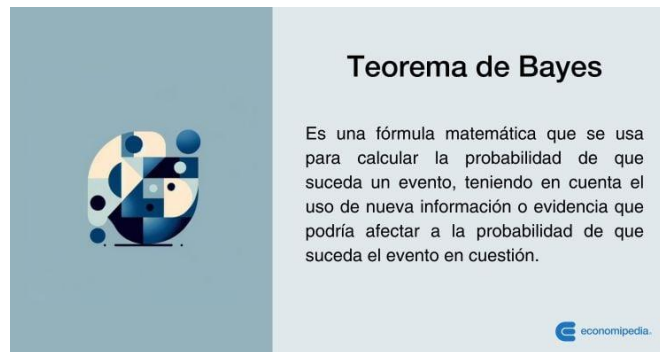 Teorema de Bayes
Es una fórmula matemática que se usa
para calcular la probabilidad de que
suceda un evento, teniendo en cuenta el
uso de nueva información o evidencia que
podría afectar a la probabilidad de que
suceda el evento en cuestión.
economipedia.